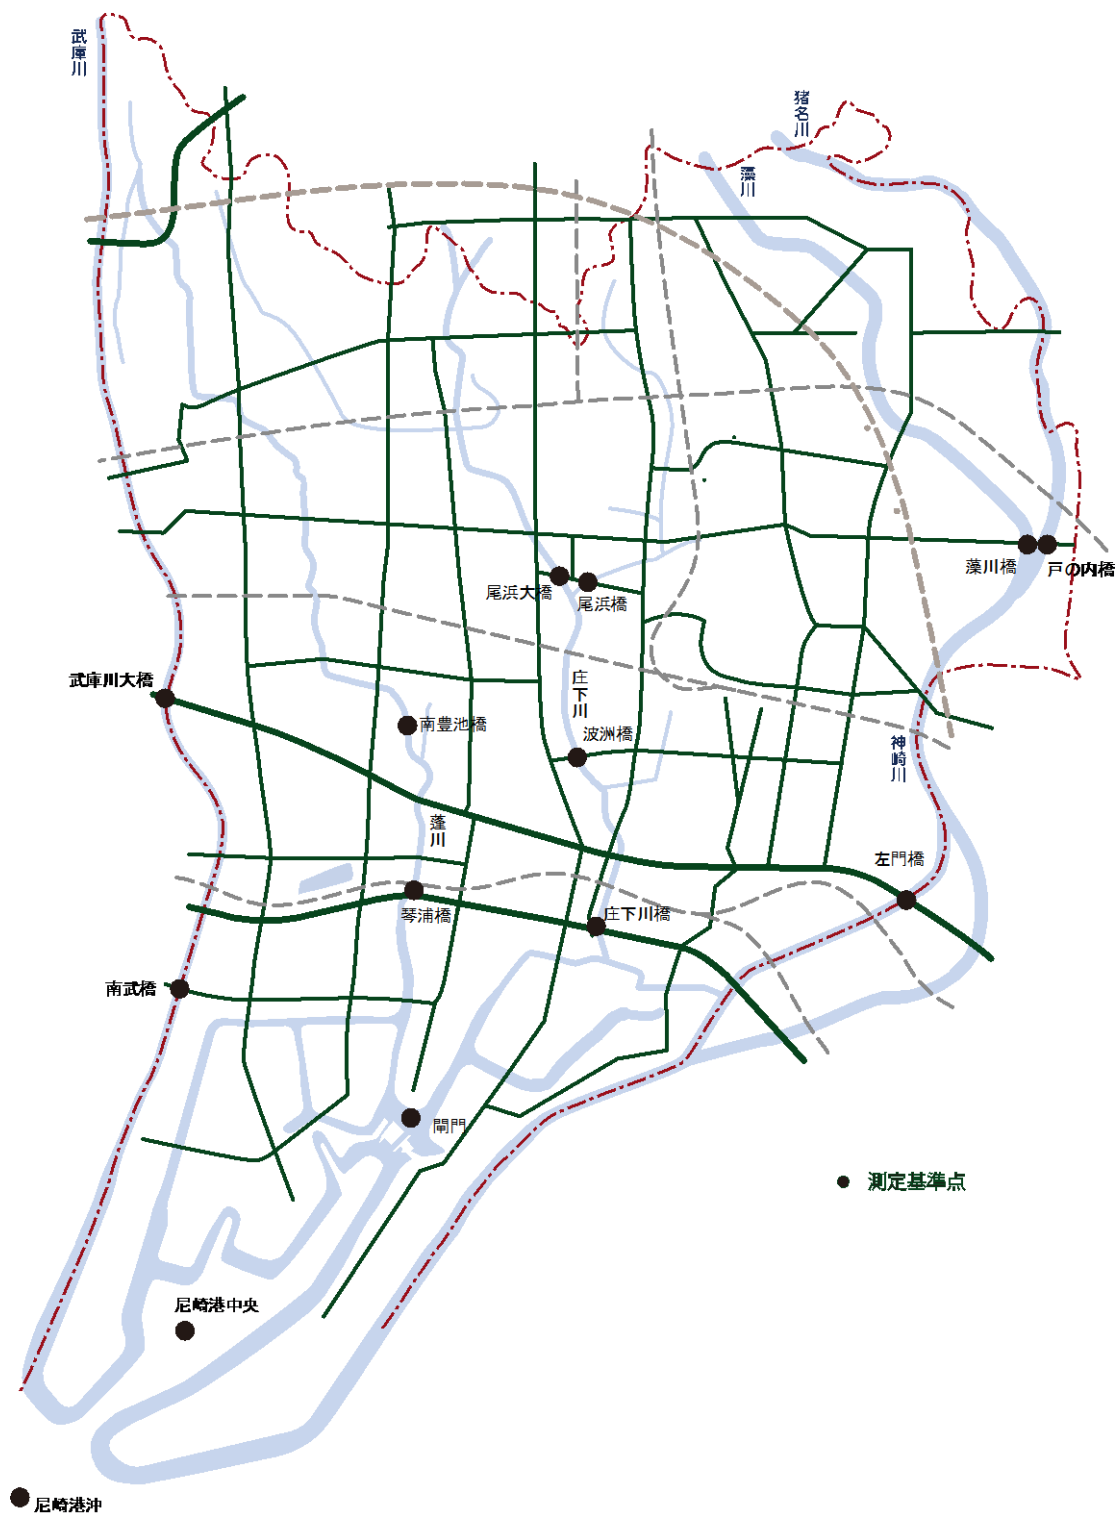 武庫川
猪名川
藻川
藻川橋
戸の内橋
尾浜大橋
尾浜橋
庄下川
武庫川大橋
南豊池橋
波洲橋
神崎川
蓬川
左門橋
琴浦橋
庄下川橋
南武橋
閘門
測定基準点
尼崎港中央
尼崎港沖